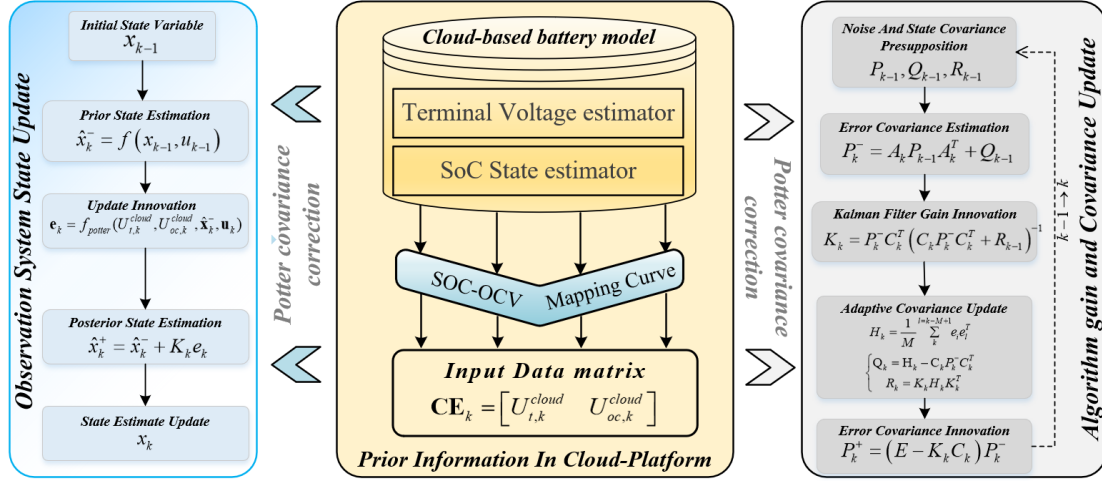 Observation System State Update
Initial State Variable
x_{k-1}
Prior State Estimation
x̂_k^- = f(x_{k-1}, u_{k-1})
Update Innovation
e_k = f_{potter}(U_{t,k}^{cloud}, U_{oc,k}^{cloud}, x̂_k^-, u_k)
Posterior State Estimation
x̂_k^+ = x̂_k^- + K_k e_k
State Estimate Update
x_k
Potter covariance
correction
Cloud-based battery model
Terminal Voltage estimator
SoC State estimator
SOC-OCV Mapping Curve
Input Data matrix
CE_k = [U_{t,k}^{cloud} U_{oc,k}^{cloud}]
Prior Information In Cloud-Platform
Potter covariance
correction
Noise And State Covariance
Presupposition
P_{k-1}, Q_{k-1}, R_{k-1}
Error Covariance Estimation
P_k^- = A_k P_{k-1} A_k^T + Q_{k-1}
Kalman Filter Gain Innovation
K_k = P_k^- C_k^T (C_k P_k^- C_k^T + R_{k-1})^{-1}
Adaptive Covariance Update
H_k = \frac{1}{M} \sum_{k}^{l=k-M+1} e_i e_l^T
{Q_k = H_k - C_k P_k^- C_k^T
R_k = K_k H_k K_k^T
Error Covariance Innovation
P_k^+ = (E - K_k C_k) P_k^-
k-1→k
Algorithm gain and Covariance Update